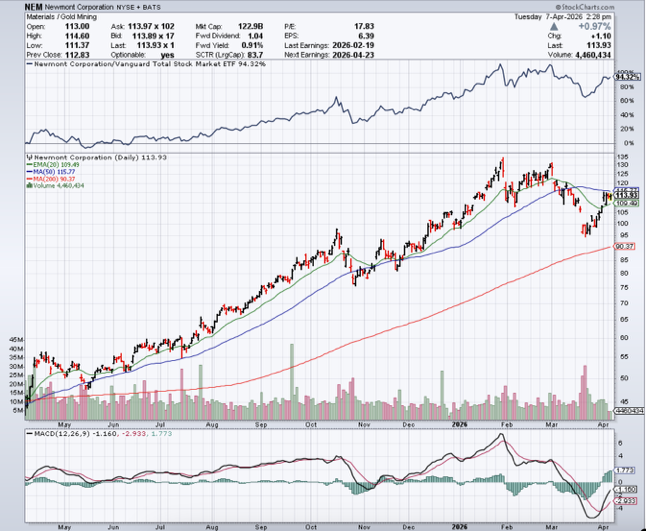 NEM Newmont Corporation NYSE + BATS © StockCharts.com
Materials / Gold Mining Tuesday 7-Apr-2026 2:28 pm
Open: 113.00 Ask: 113.97 x 102 Mkt Cap: 122.9B P/E: 17.83 +0.97%
High: 114.60 Bid: 113.89 x 17 Fwd Dividend: 1.04 EPS: 6.39 Chg: +1.10
Low: 111.37 Last: 113.93 x 1 Fwd Yield: 0.91% Last Earnings: 2026-02-19 Last: 113.93
Prev Close: 112.83 Optionable: yes SCTR (LrgCap): 83.7 Next Earnings: 2026-04-23 Volume: 4,460,434
Newmont Corporation/Vanguard Total Stock Market ETF 94.32%
100%
94.32%
80%
60%
40%
20%
0%
Newmont Corporation (Daily) 113.93
EMA(20) 109.49
MA(50) 115.77
MA(200) 90.37
Volume 4,460,434
135
130
125
120
113.93
109.49
105
100
95
90.37
85
80
75
70
65
60
55
50
45
45M
40M
35M
30M
25M
20M
15M
10M
5M
4460434
May Jun Jul Aug Sep Oct Nov Dec 2026 Feb Mar Apr
MACD(12,26,9) -1.160, -2.933, 1.773
6
4
2
1.773
0
-1.160
-2.933
-4
May Jun Jul Aug Sep Oct Nov Dec 2026 Feb Mar Apr